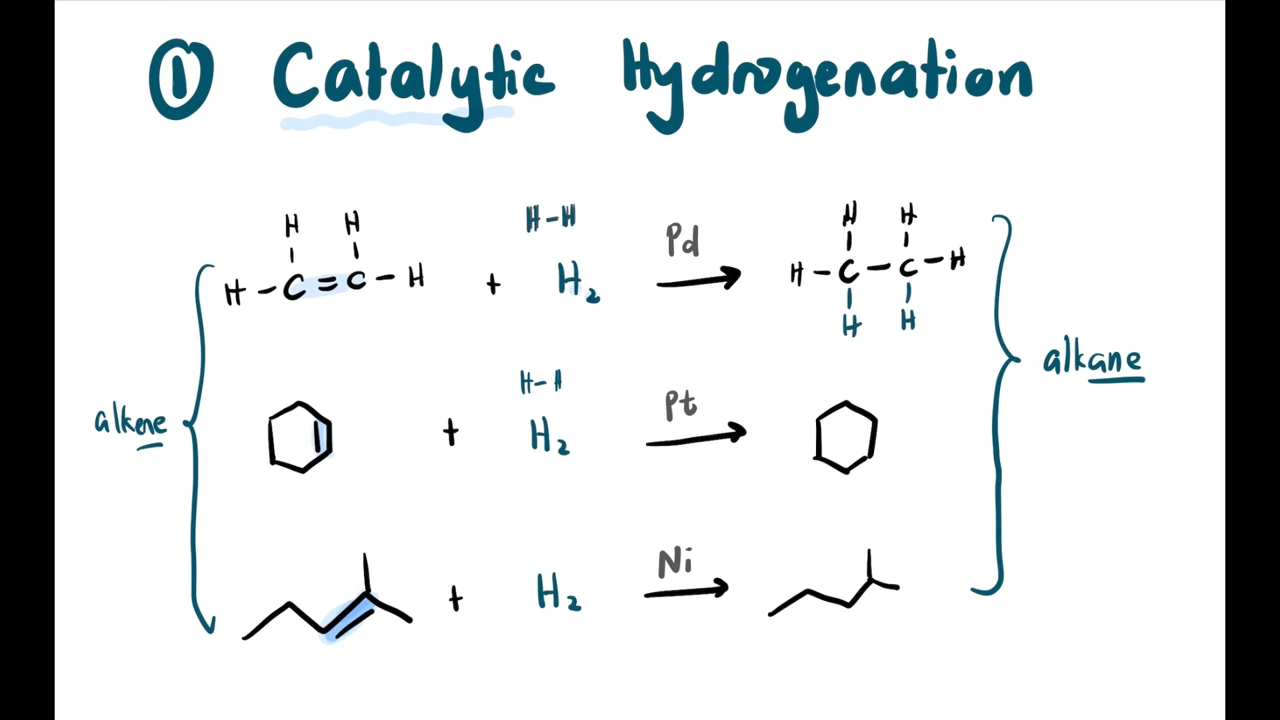 ① Catalytic Hydrogenation
H H H-H Pd H H
H-C=C-H + H₂ H-C-C-H
H H
alkane
H-H Pt
alkene + H₂
Ni
+ H₂